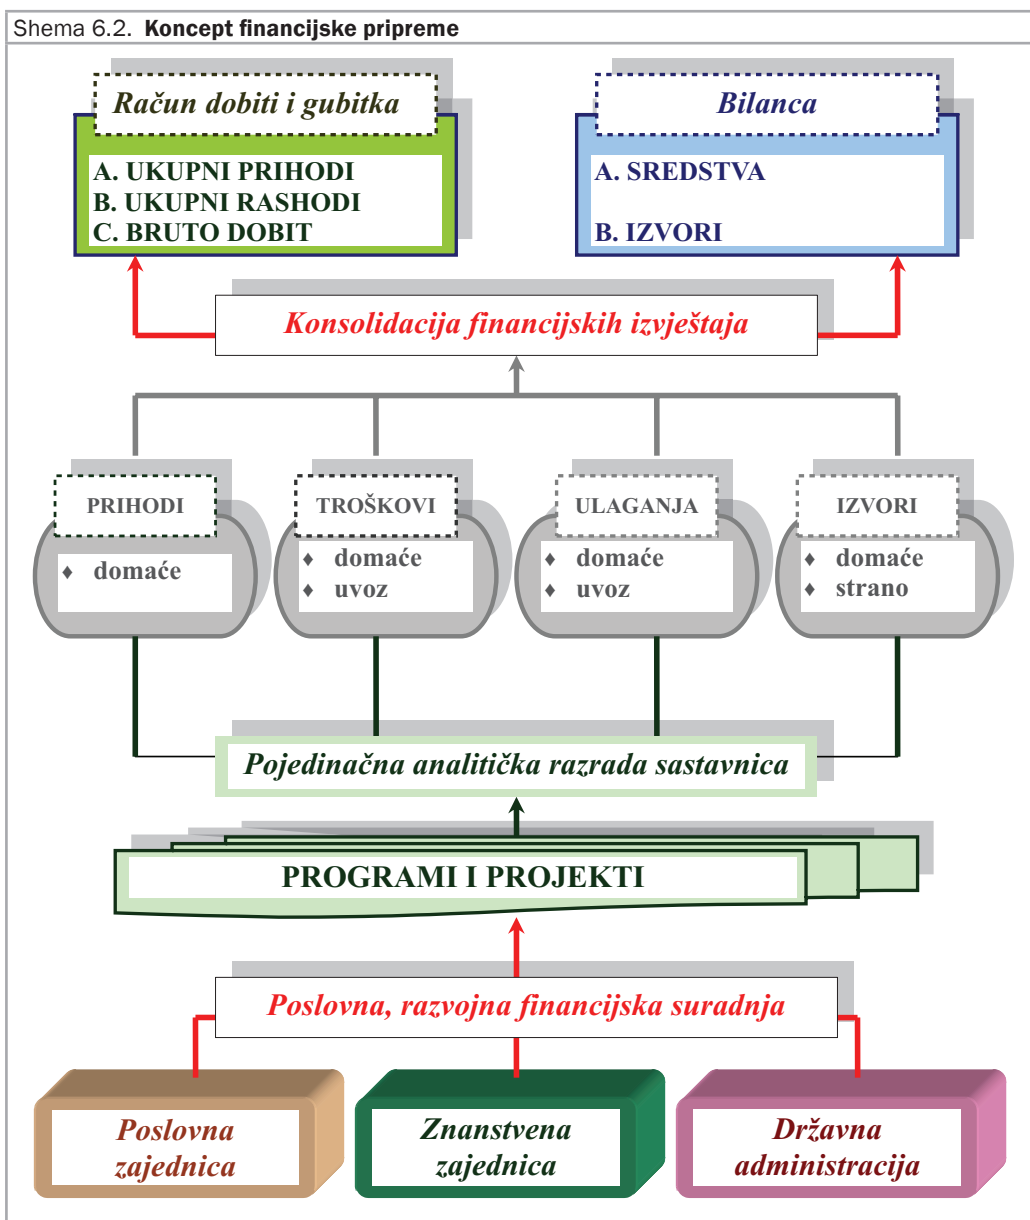 Shema 6.2. Koncept financijske pripreme
Račun dobiti i gubitka
A. UKUPNI PRIHODI
B. UKUPNI RASHODI
C. BRUTO DOBIT
Bilanca
A. SREDSTVA
B. IZVORI
Konsolidacija financijskih izvještaja
PRIHODI
♦ domaće
TROŠKOVI
♦ domaće
♦ uvoz
ULAGANJA
♦ domaće
♦ uvoz
IZVORI
♦ domaće
♦ strano
Pojedinačna analitička razrada sastavnica
PROGRAMI I PROJEKTI
Poslovna, razvojna financijska suradnja
Poslovna
zajednica
Znanstvena
zajednica
Državna
administracija